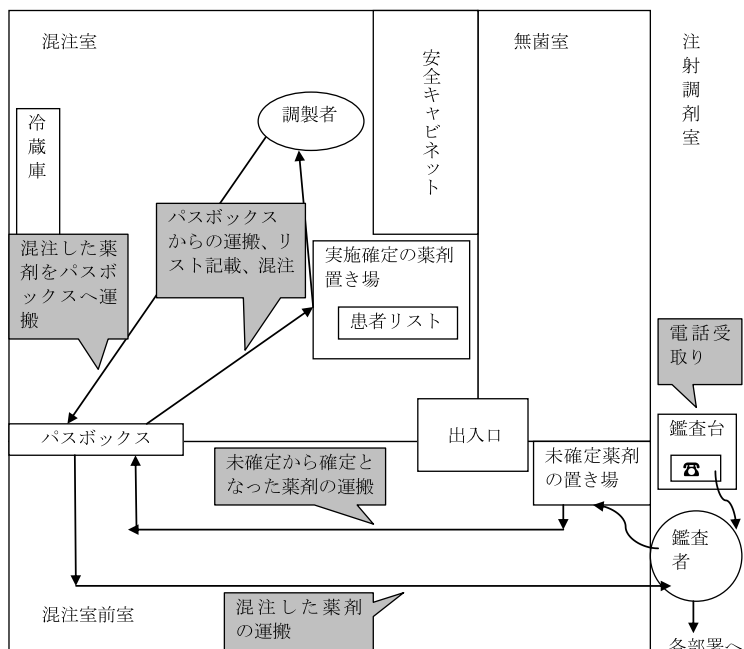 混注室
無菌室
注射調剤室
安全キャビネット
調製者
冷蔵庫
パスボックス
からの運搬、リ
スト記載、混注
混注した薬
剤をパスボ
ックスへ運
搬
実施確定の薬剤
置き場
患者リスト
電話受
取り
パスボックス
出入口
鑑査台
☎
未確定薬剤
の置き場
未確定から確定と
なった薬剤の運搬
鑑査
者
混注室前室
混注した薬剤
の運搬
各部署へ